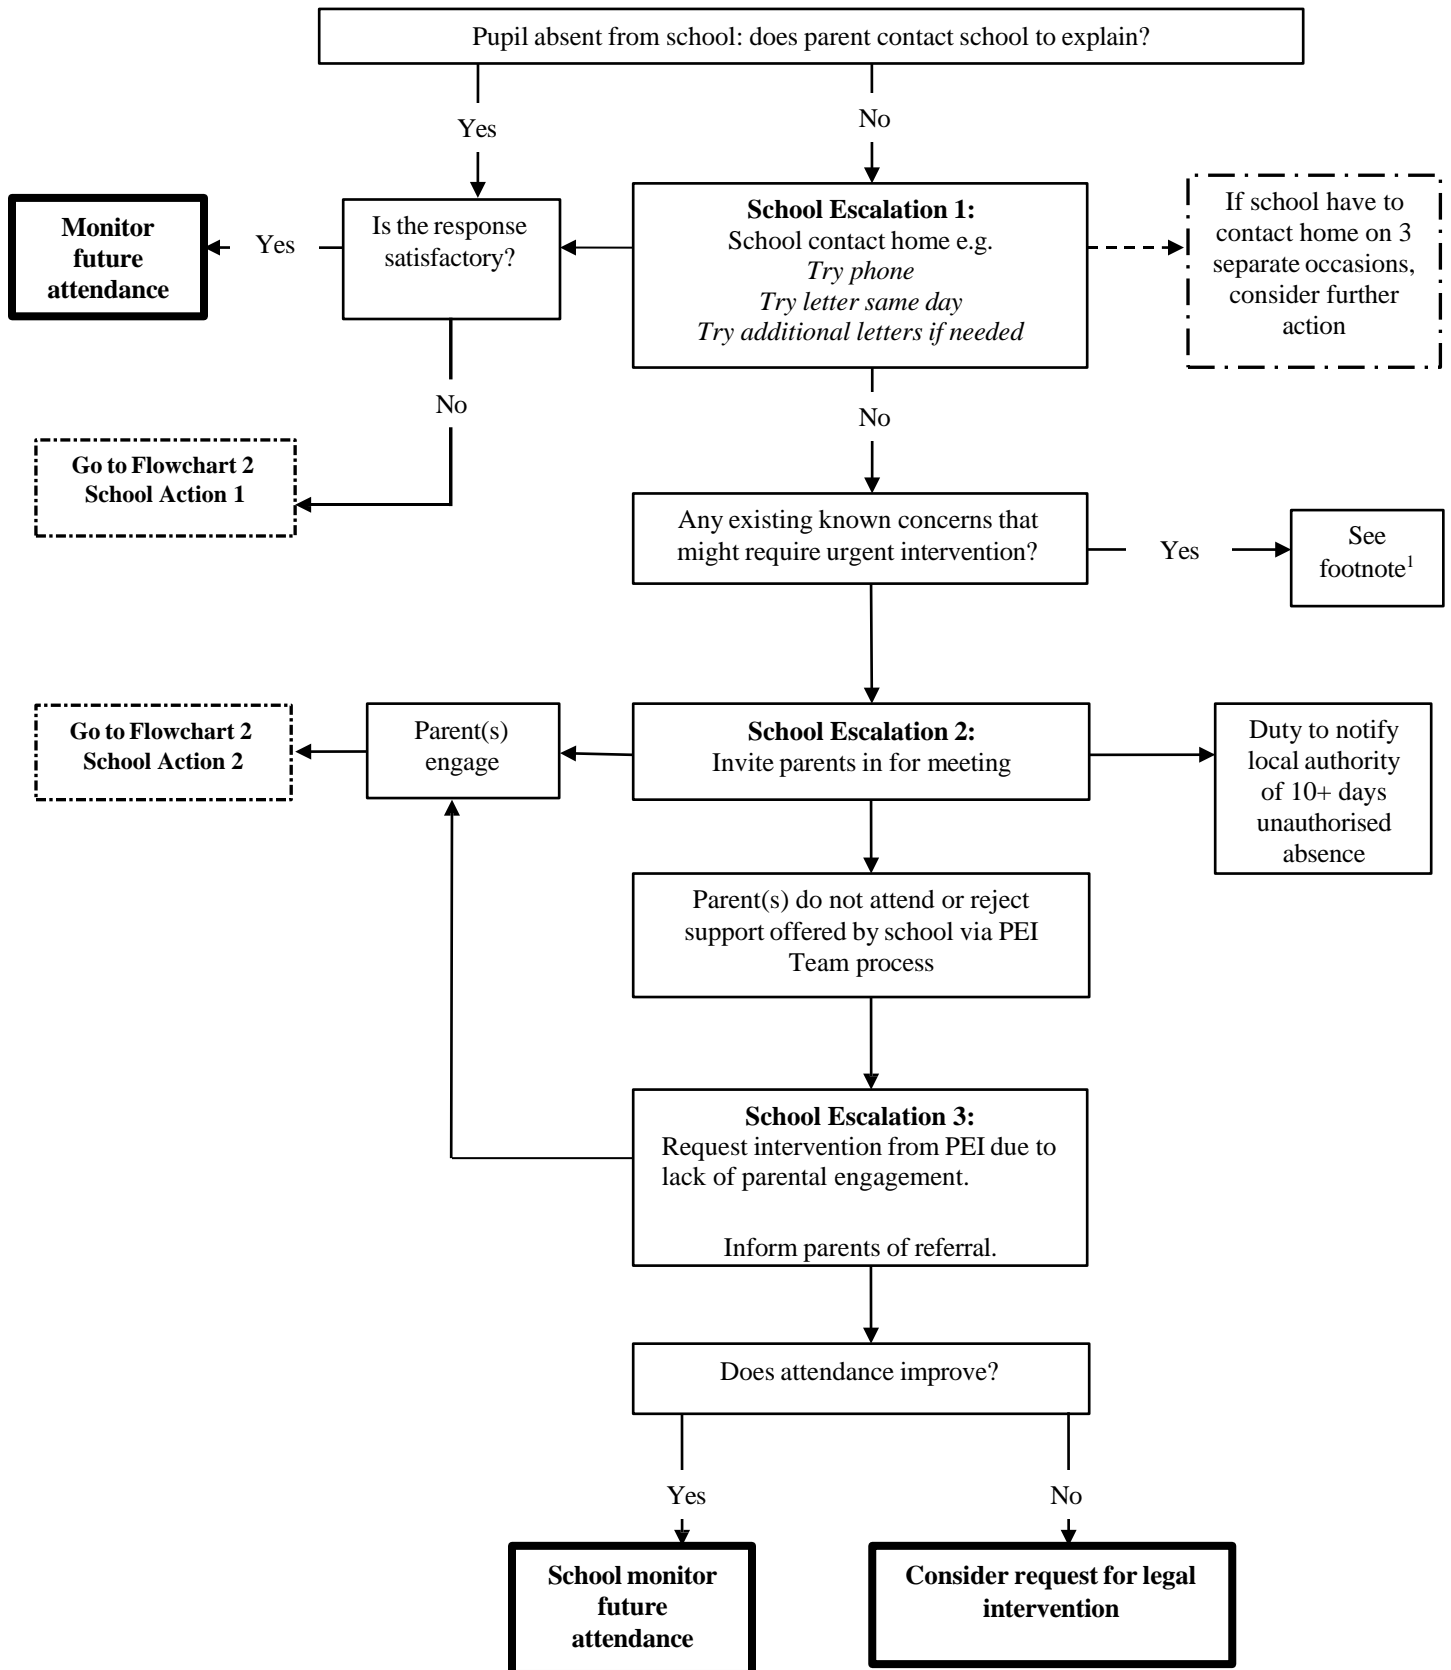 Pupil absent from school: does parent contact school to explain?
Yes
No
Monitor
future
attendance
Yes
Is the response
satisfactory?
School Escalation 1:
School contact home e.g.
Try phone
Try letter same day
Try additional letters if needed
If school have to
contact home on 3
separate occasions,
consider further
action
No
No
Go to Flowchart 2
School Action 1
Any existing known concerns that
might require urgent intervention?
Yes
See
footnote¹
Go to Flowchart 2
School Action 2
Parent(s)
engage
School Escalation 2:
Invite parents in for meeting
Duty to notify
local authority
of 10+ days
unauthorised
absence
Parent(s) do not attend or reject
support offered by school via PEI
Team process
School Escalation 3:
Request intervention from PEI due to
lack of parental engagement.
Inform parents of referral.
Does attendance improve?
Yes
No
School monitor
future
attendance
Consider request for legal
intervention